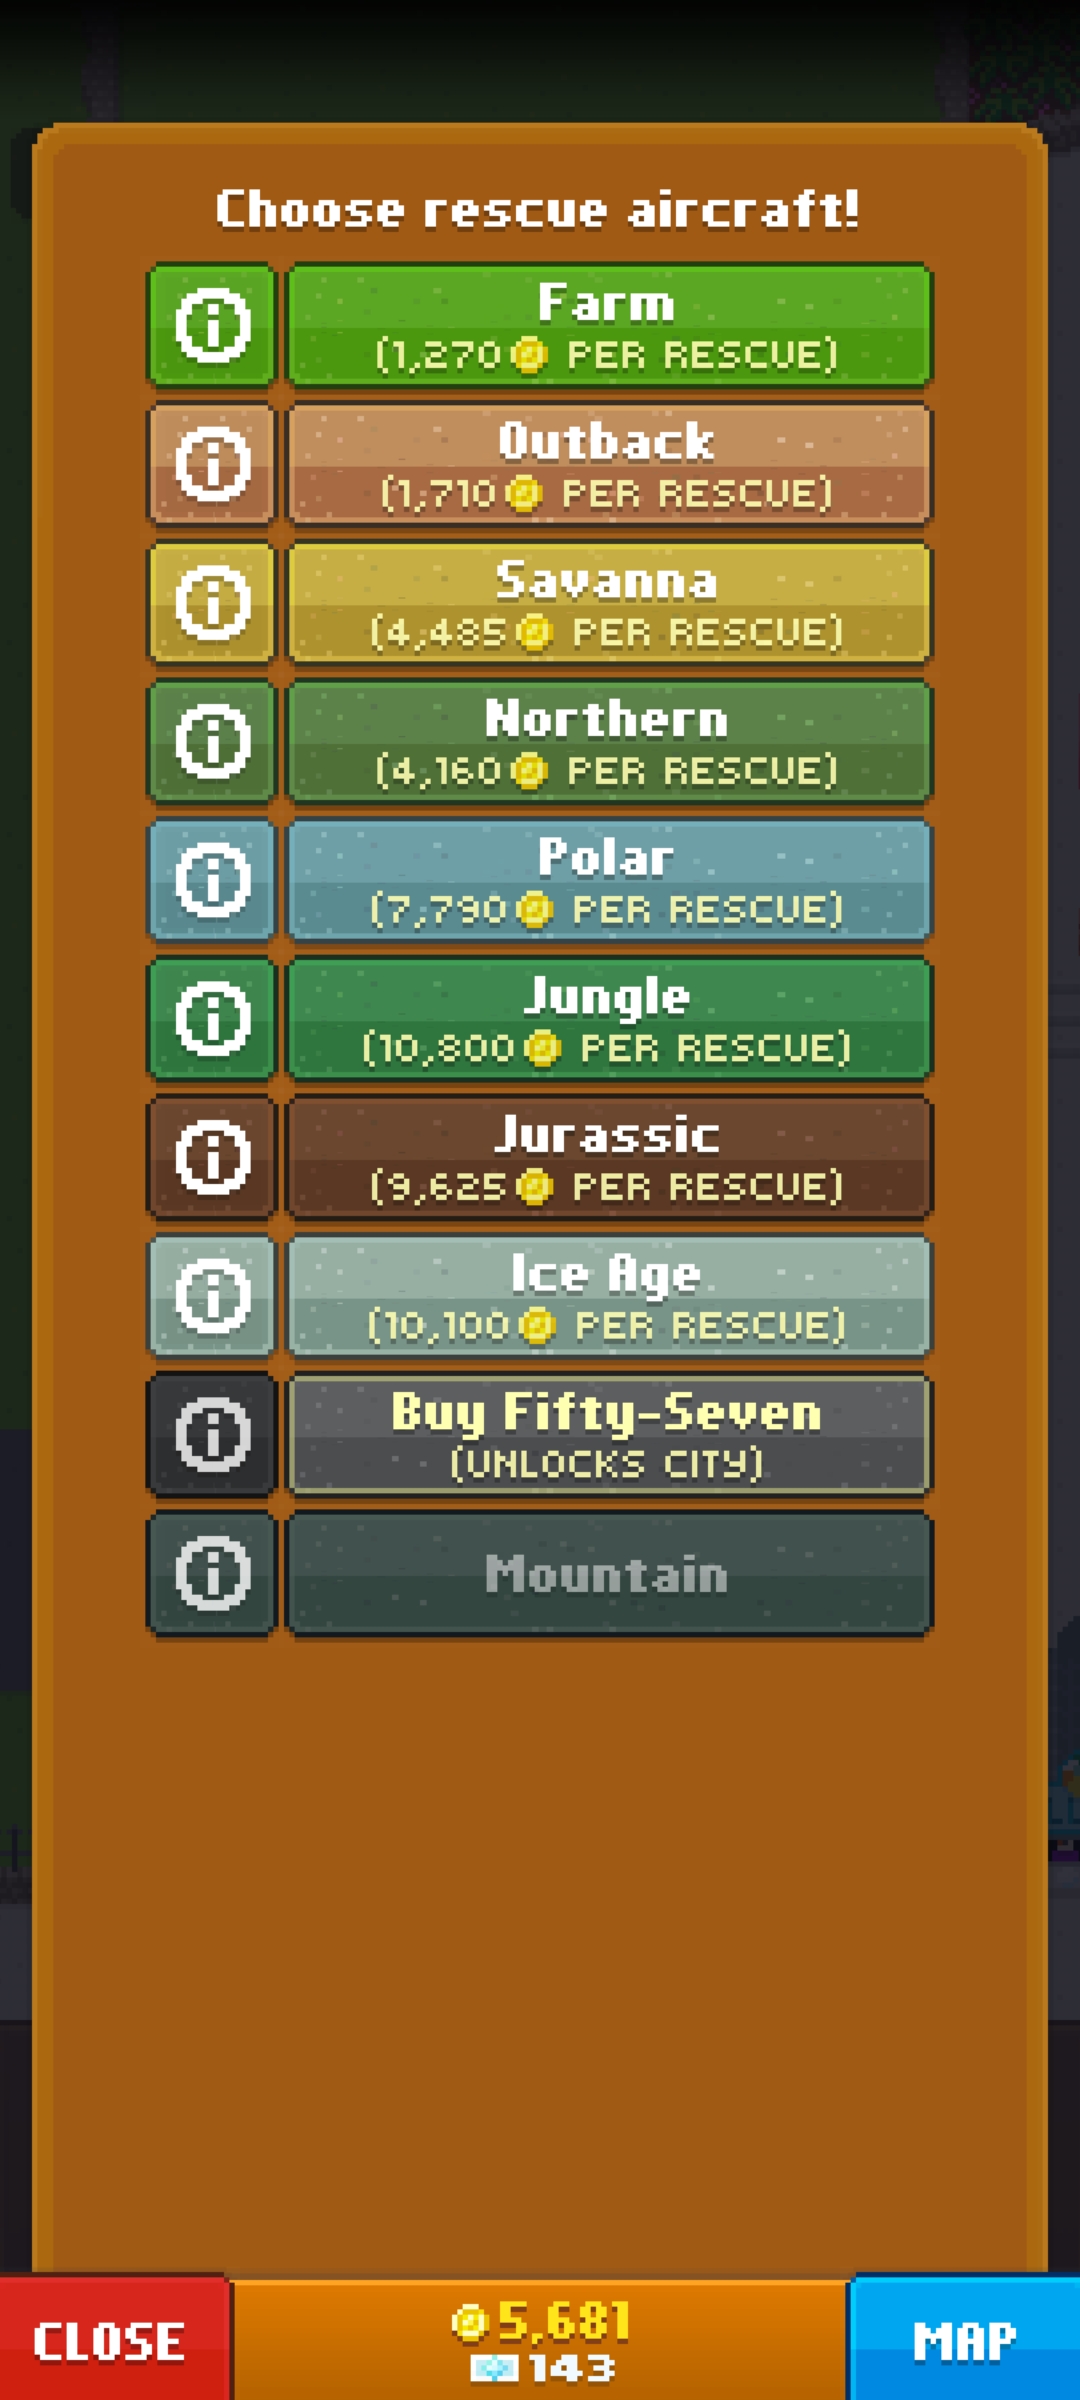 Choose rescue aircraft!
Farm
(1,270 PER RESCUE)
Outback
(1,710 PER RESCUE)
Savanna
(4,485 PER RESCUE)
Northern
(4,160 PER RESCUE)
Polar
(7,790 PER RESCUE)
Jungle
(10,800 PER RESCUE)
Jurassic
(9,625 PER RESCUE)
Ice Age
(10,100 PER RESCUE)
Buy Fifty-Seven
(UNLOCKS CITY)
Mountain
CLOSE
5,681
143
MAP